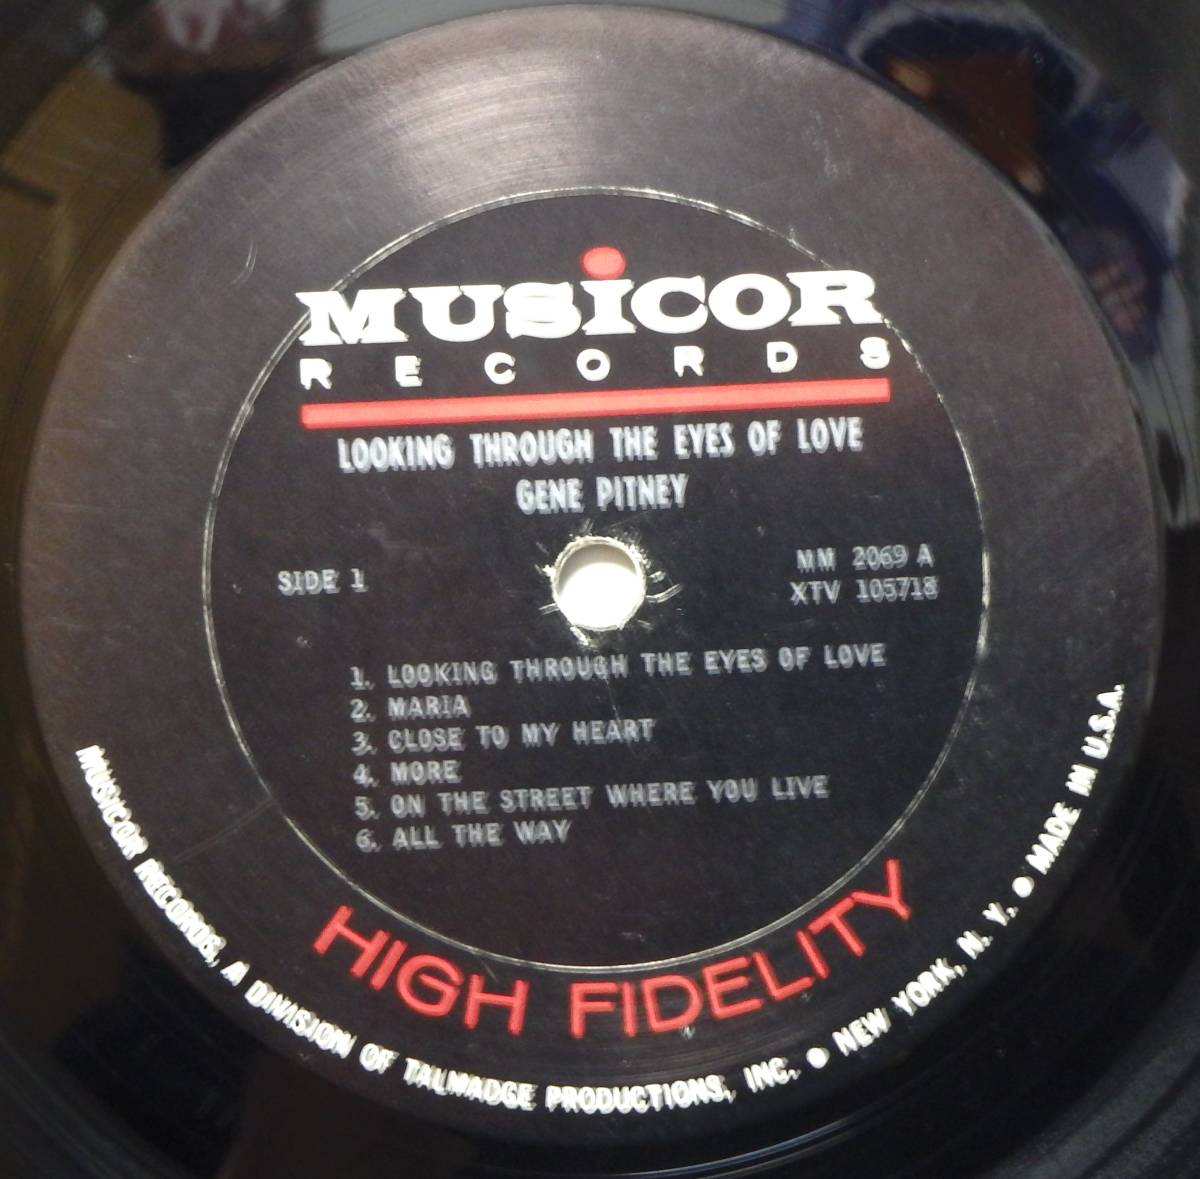 MUSiCOR
RECORDS
LOOKING THROUGH THE EYES OF LOVE
GENE PITNEY
SIDE 1
MM 2069 A
XTV 105718
1. LOOKING THROUGH THE EYES OF LOVE
2. MARIA
3. CLOSE TO MY HEART
4. MORE
5. ON THE STREET WHERE YOU LIVE
6. ALL THE WAY
HIGH FIDELITY
MUSICOR RECORDS, A DIVISION OF TALMADGE PRODUCTIONS, INC. ● NEW YORK, N. Y. ● MADE IN U.S.A.